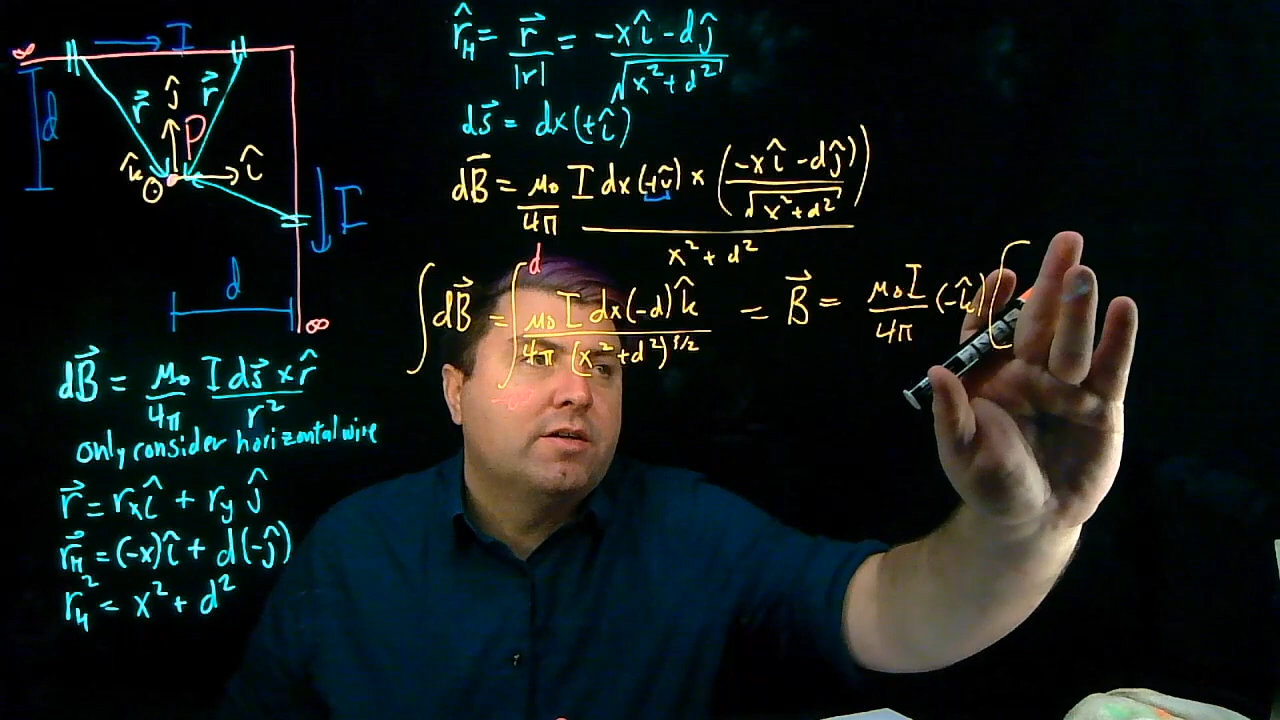 ∞ → I
d
r⃗ ĵ r⃗
P
k̂ î
O
↓ I
d
∞
dB⃗ = μ₀/4π I ds⃗ × r̂ / r²
only consider horizontal wire
r⃗ = rₓî + r_y ĵ
r⃗_H = (-x)î + d(-ĵ)
r_H² = x² + d²
r̂_H = r⃗/|r| = (-xî - dĵ)/√(x² + d²)
ds⃗ = dx(+î)
dB⃗ = μ₀/4π I dx(+î) × ((-xî - dĵ)/√(x² + d²)) / x² + d²
∫dB⃗ = ∫^d μ₀/4π I dx(-d)k̂ / (x² + d²)^3/2 = B⃗ = μ₀I/4π (-k̂) ∫